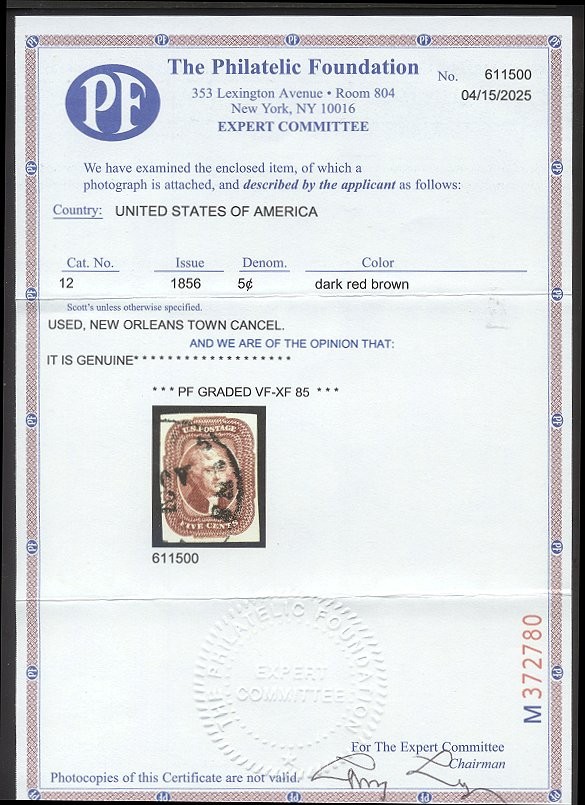 PF
The Philatelic Foundation
353 Lexington Avenue • Room 804
New York, NY 10016
EXPERT COMMITTEE
No. 611500
04/15/2025
We have examined the enclosed item, of which a
photograph is attached, and described by the applicant as follows:
Country: UNITED STATES OF AMERICA
Cat. No. Issue Denom. Color
12 1856 5¢ dark red brown
Scott's unless otherwise specified.
USED, NEW ORLEANS TOWN CANCEL.
AND WE ARE OF THE OPINION THAT:
IT IS GENUINE* * * * * * * * * * * * * * * * * * *
* * * PF GRADED VF-XF 85 * * *
U.S. POSTAGE
FIVE CENTS
611500
THE PHILATELIC FOUNDATION
EXPERT
COMMITTEE
M 372780
For The Expert Committee
Chairman
Photocopies of this Certificate are not valid.